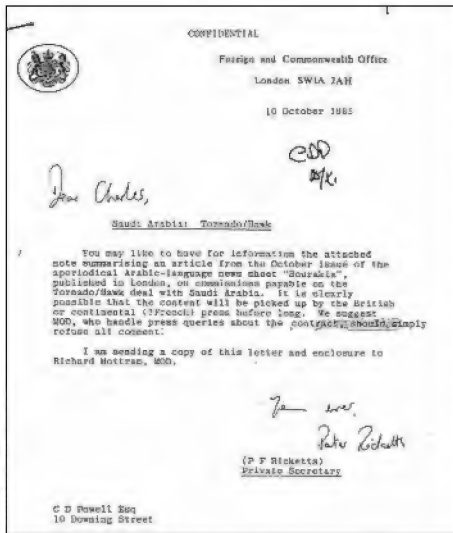 CONFIDENTIAL
Foreign and Commonwealth Office
London SW1A 2AH
10 October 1985
Dear Charles,
Saudi Arabia: Tornado/Hawk
You may like to have for information the attached
note summarising an article from the October issue of the
aperiodical Arabic-language news sheet "Sourakia",
published in London, on commissions payable on the
Tornado/Hawk deal with Saudi Arabia. It is clearly
possible that the content will be picked up by the British
or continental (?French) press before long. We suggest
MOD, who handle press queries about the contract, should simply
refuse all comment.
I am sending a copy of this letter and enclosure to
Richard Mottram, MOD.
Peter Ricketts
(P F Ricketts)
Private Secretary
C D Powell Esq
10 Downing Street